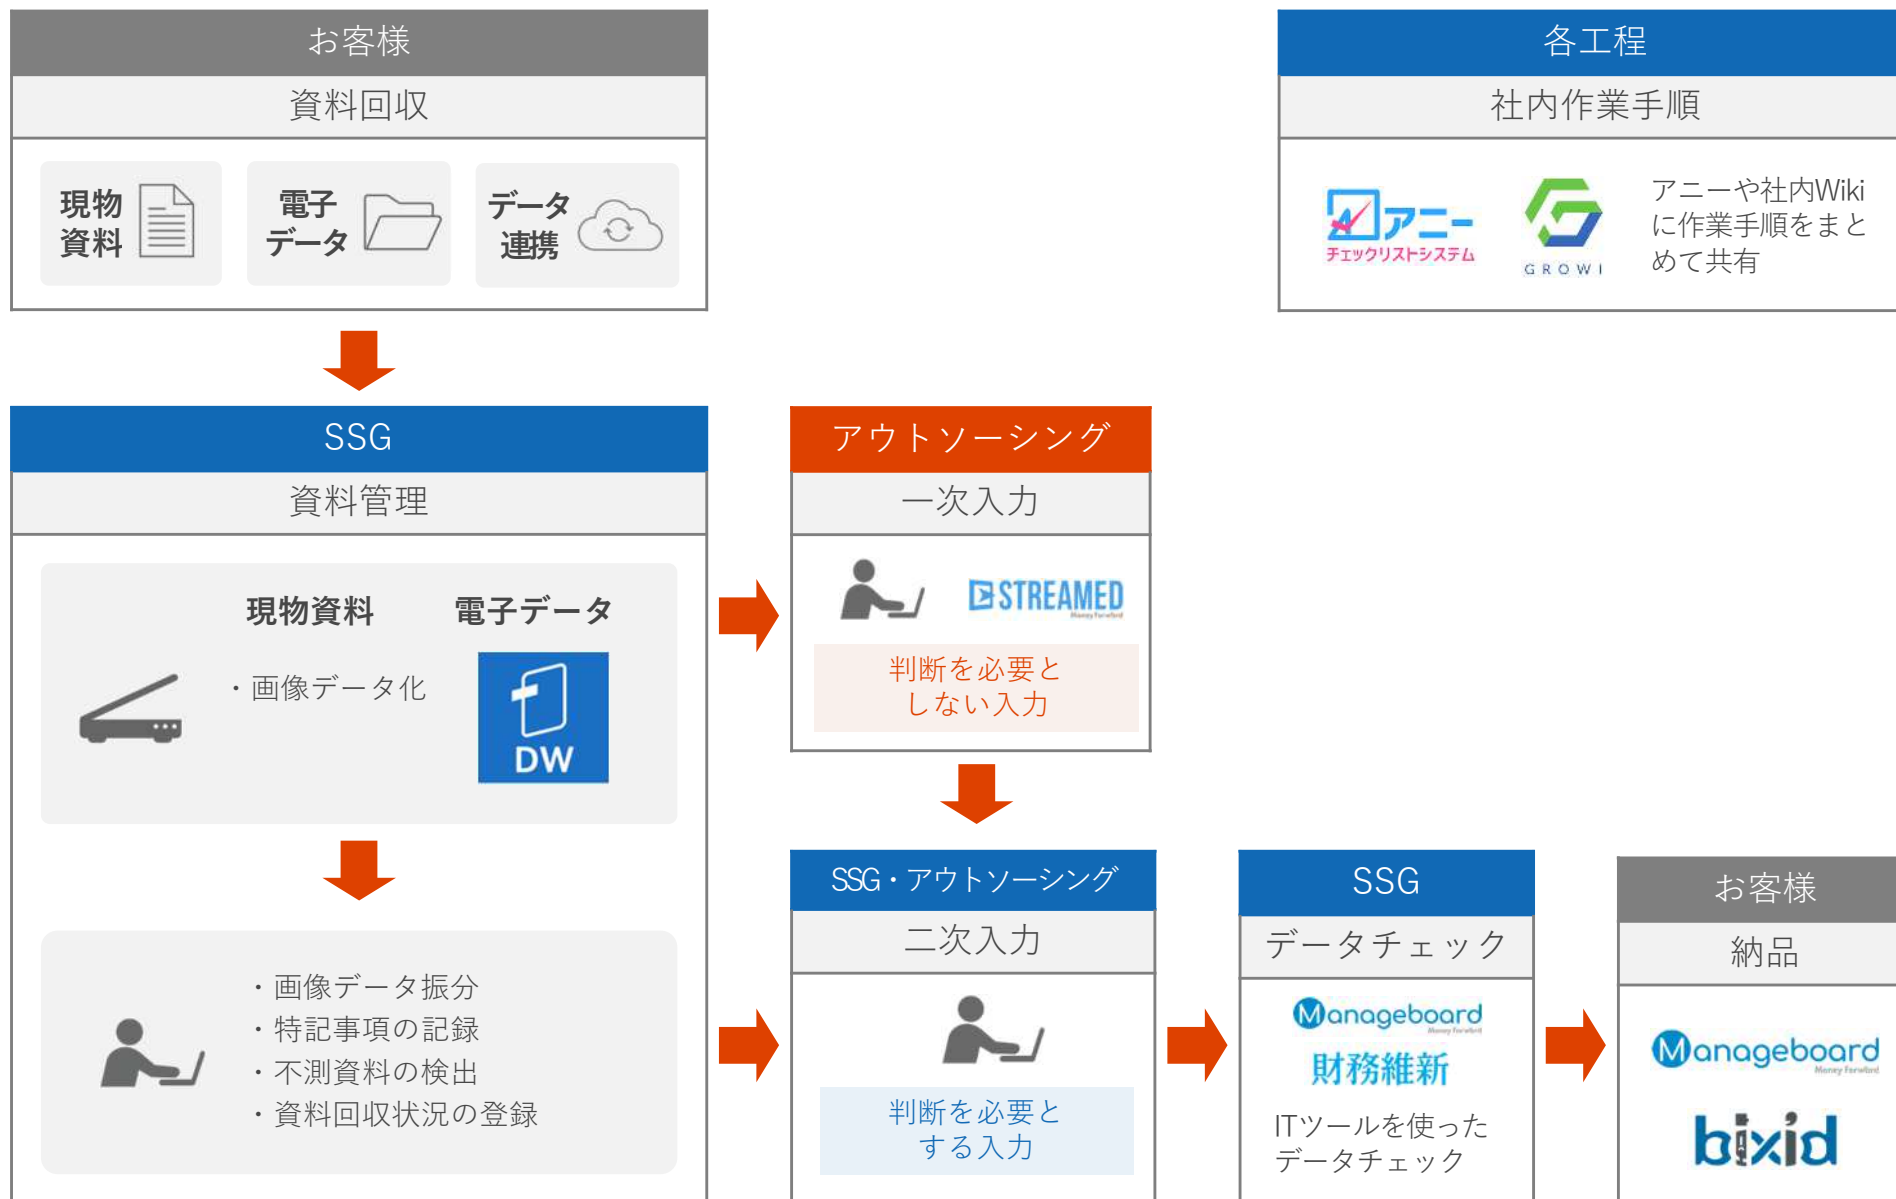 お客様
資料回収
現物
資料
電子
データ
データ
連携
各工程
社内作業手順
アニー
チェックリストシステム
GROWI
アニーや社内Wiki
に作業手順をまと
めて共有
SSG
資料管理
現物資料
電子データ
・画像データ化
DW
・画像データ振分
・特記事項の記録
・不測資料の検出
・資料回収状況の登録
アウトソーシング
一次入力
STREAMED
Money Forward
判断を必要と
しない入力
SSG・アウトソーシング
二次入力
判断を必要と
する入力
SSG
データチェック
Manageboard
Money Forward
財務維新
ITツールを使った
データチェック
お客様
納品
Manageboard
Money Forward
bixid